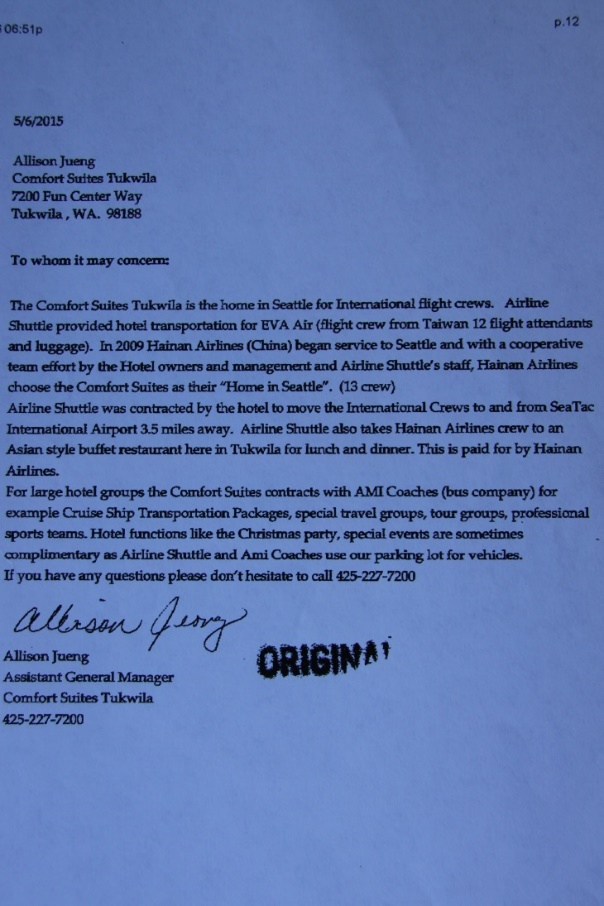 06:51p
p.12
5/6/2015
Allison Jueng
Comfort Suites Tukwila
7200 Fun Center Way
Tukwila , WA. 98188
To whom it may concern:
The Comfort Suites Tukwila is the home in Seattle for International flight crews. Airline
Shuttle provided hotel transportation for EVA Air (flight crew from Taiwan 12 flight attendants
and luggage). In 2009 Hainan Airlines (China) began service to Seattle and with a cooperative
team effort by the Hotel owners and management and Airline Shuttle's staff, Hainan Airlines
choose the Comfort Suites as their "Home in Seattle". (13 crew)
Airline Shuttle was contracted by the hotel to move the International Crews to and from SeaTac
International Airport 3.5 miles away. Airline Shuttle also takes Hainan Airlines crew to an
Asian style buffet restaurant here in Tukwila for lunch and dinner. This is paid for by Hainan
Airlines.
For large hotel groups the Comfort Suites contracts with AMI Coaches (bus company) for
example Cruise Ship Transportation Packages, special travel groups, tour groups, professional
sports teams. Hotel functions like the Christmas party, special events are sometimes
complimentary as Airline Shuttle and Ami Coaches use our parking lot for vehicles.
If you have any questions please don't hesitate to call 425-227-7200
Allison Jeong
ORIGINAL
Allison Jueng
Assistant General Manager
Comfort Suites Tukwila
425-227-7200